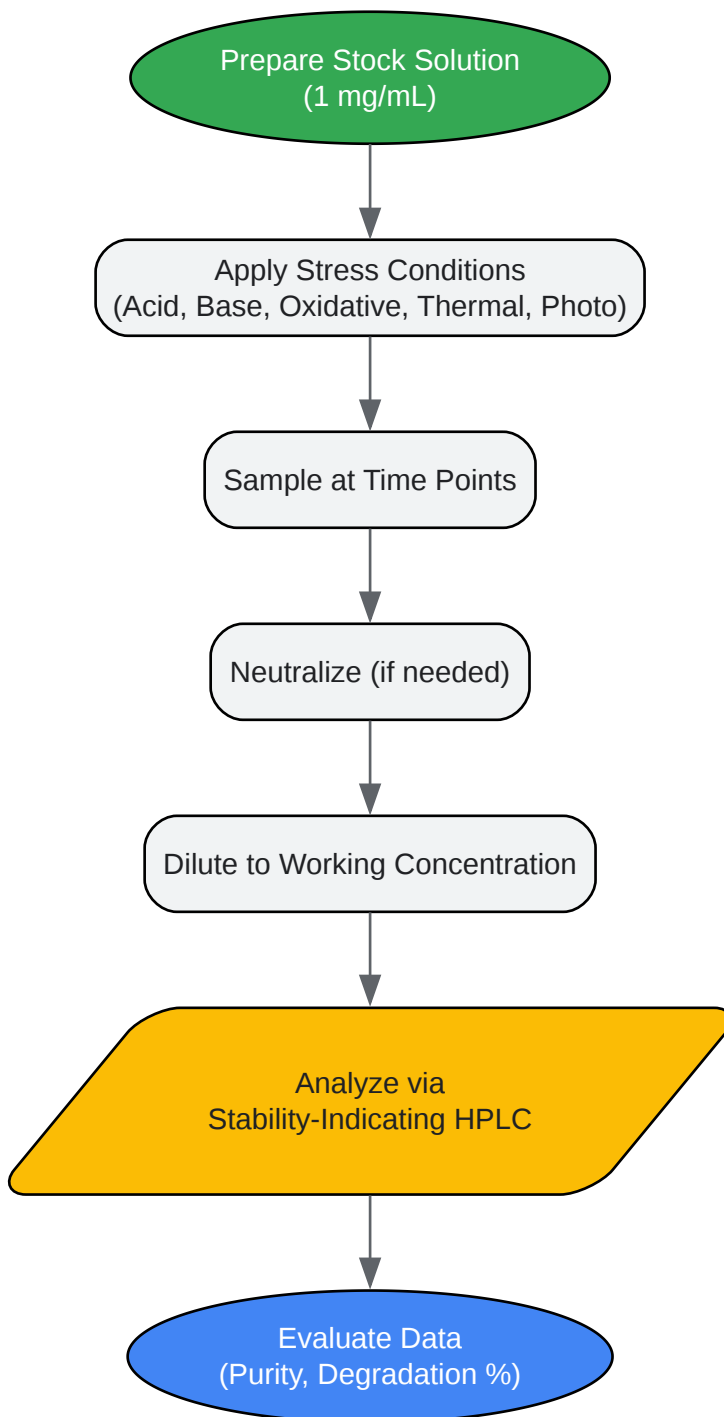 Prepare Stock Solution
(1 mg/mL)
Apply Stress Conditions
(Acid, Base, Oxidative, Thermal, Photo)
Sample at Time Points
Neutralize (if needed)
Dilute to Working Concentration
Analyze via
Stability-Indicating HPLC
Evaluate Data
(Purity, Degradation %)